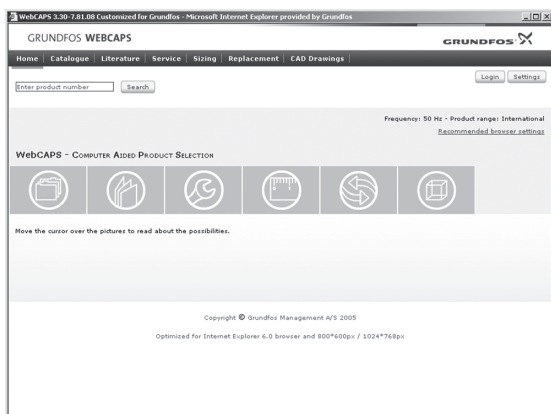 WebCAPS 3.30-7.81.08 Customized for Grundfos - Microsoft Internet Explorer provided by Grundfos
GRUNDFOS WEBCAPS
GRUNDFOS
Home Catalogue Literature Service Sizing Replacement CAD Drawings
Login Settings
Enter product number Search
Frequency: 50 Hz - Product range: International
Recommended browser settings
WebCAPS - Computer Aided Product Selection
Move the cursor over the pictures to read about the possibilities.
Copyright © Grundfos Management A/S 2005
Optimized for Internet Explorer 6.0 browser and 800*600px / 1024*768px